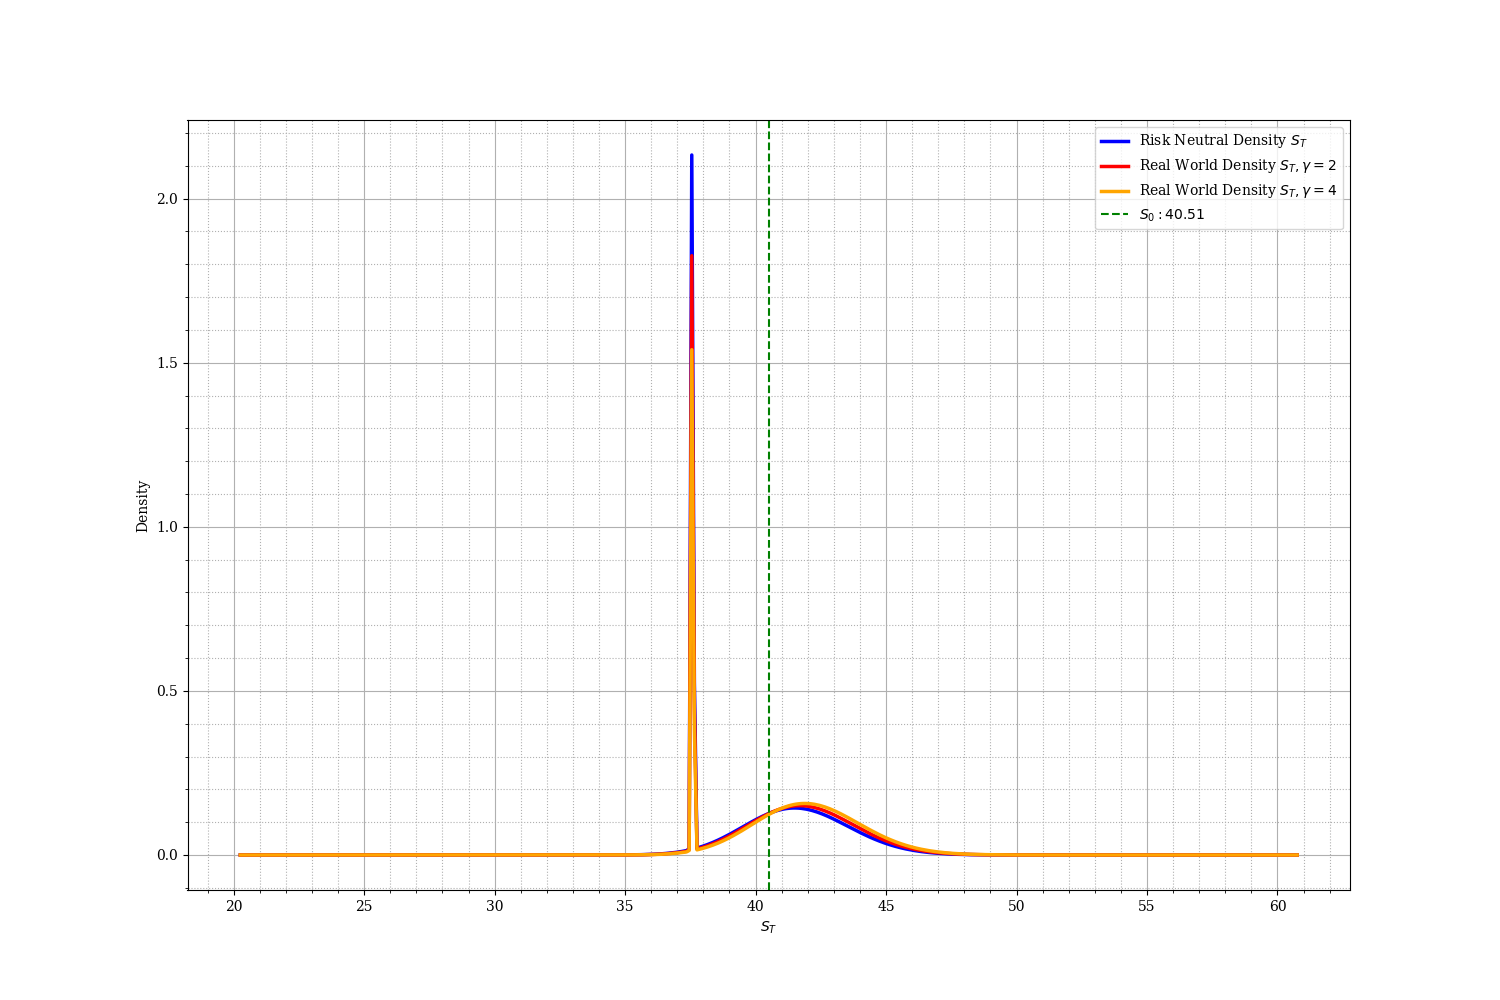 Risk Neutral Density S_T
Real World Density S_T, γ = 2
Real World Density S_T, γ = 4
S_0 : 40.51
2.0
1.5
1.0
0.5
0.0
Density
20 25 30 35 40 45 50 55 60
S_T